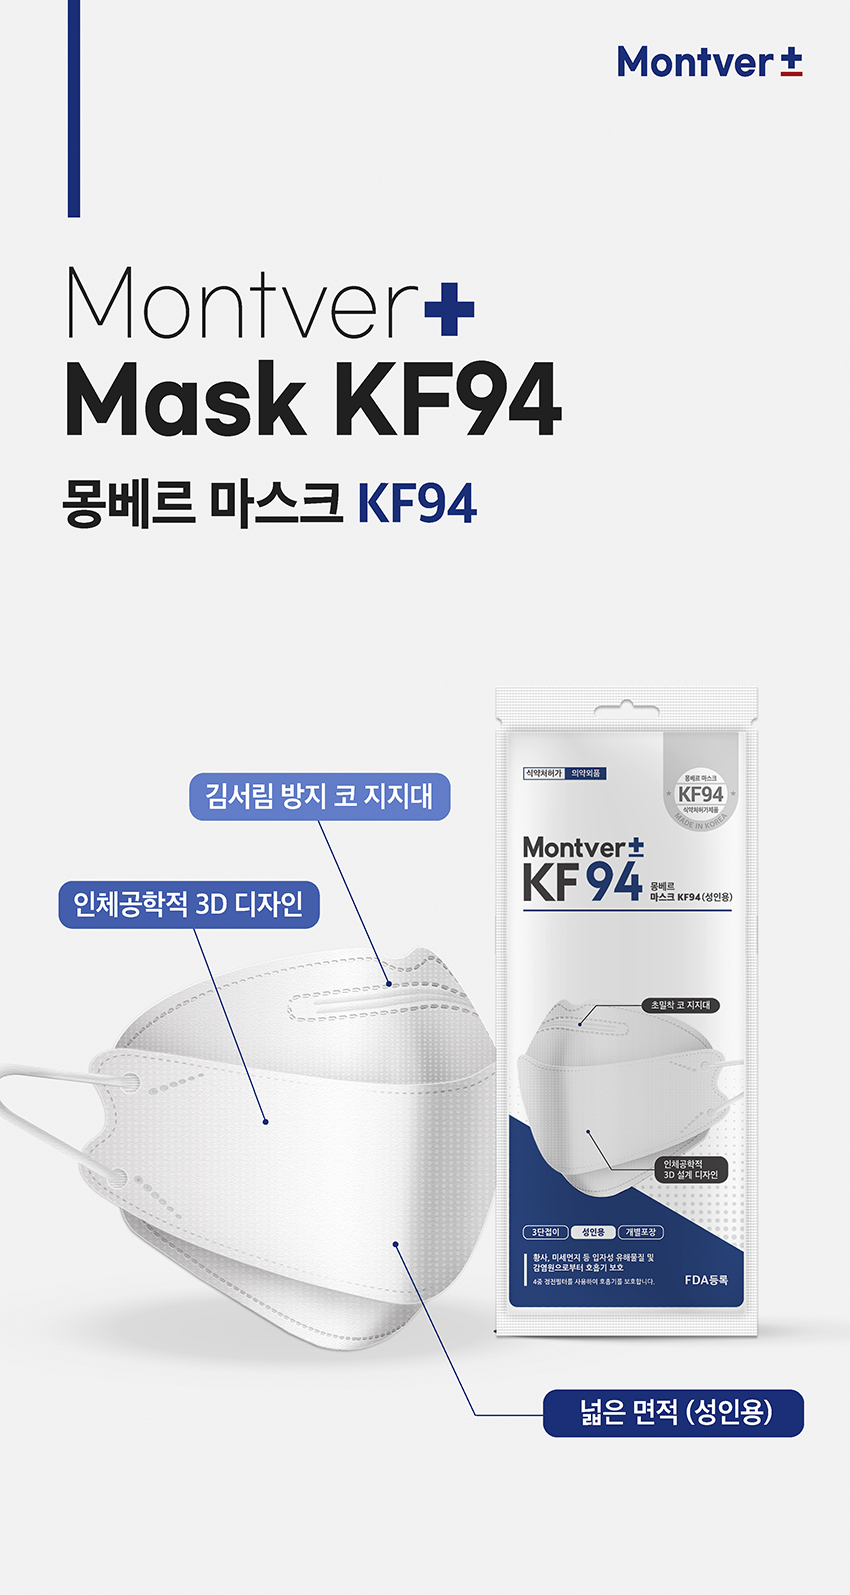 Montver±
Montver+
Mask KF94
몽베르 마스크 KF94
김서림 방지 코 지지대
인체공학적 3D 디자인
식약처허가 의약외품
몽베르 마스크
KF94
식약처허가제품
MADE IN KOREA
Montver±
KF 94
몽베르
마스크 KF94 (성인용)
초밀착 코 지지대
인체공학적
3D 설계 디자인
3단접이 성인용 개별포장
황사, 미세먼지 등 입자성 유해물질 및
감염원으로부터 호흡기 보호
4중 정전필터를 사용하여 호흡기를 보호합니다.
FDA등록
넓은 면적 (성인용)